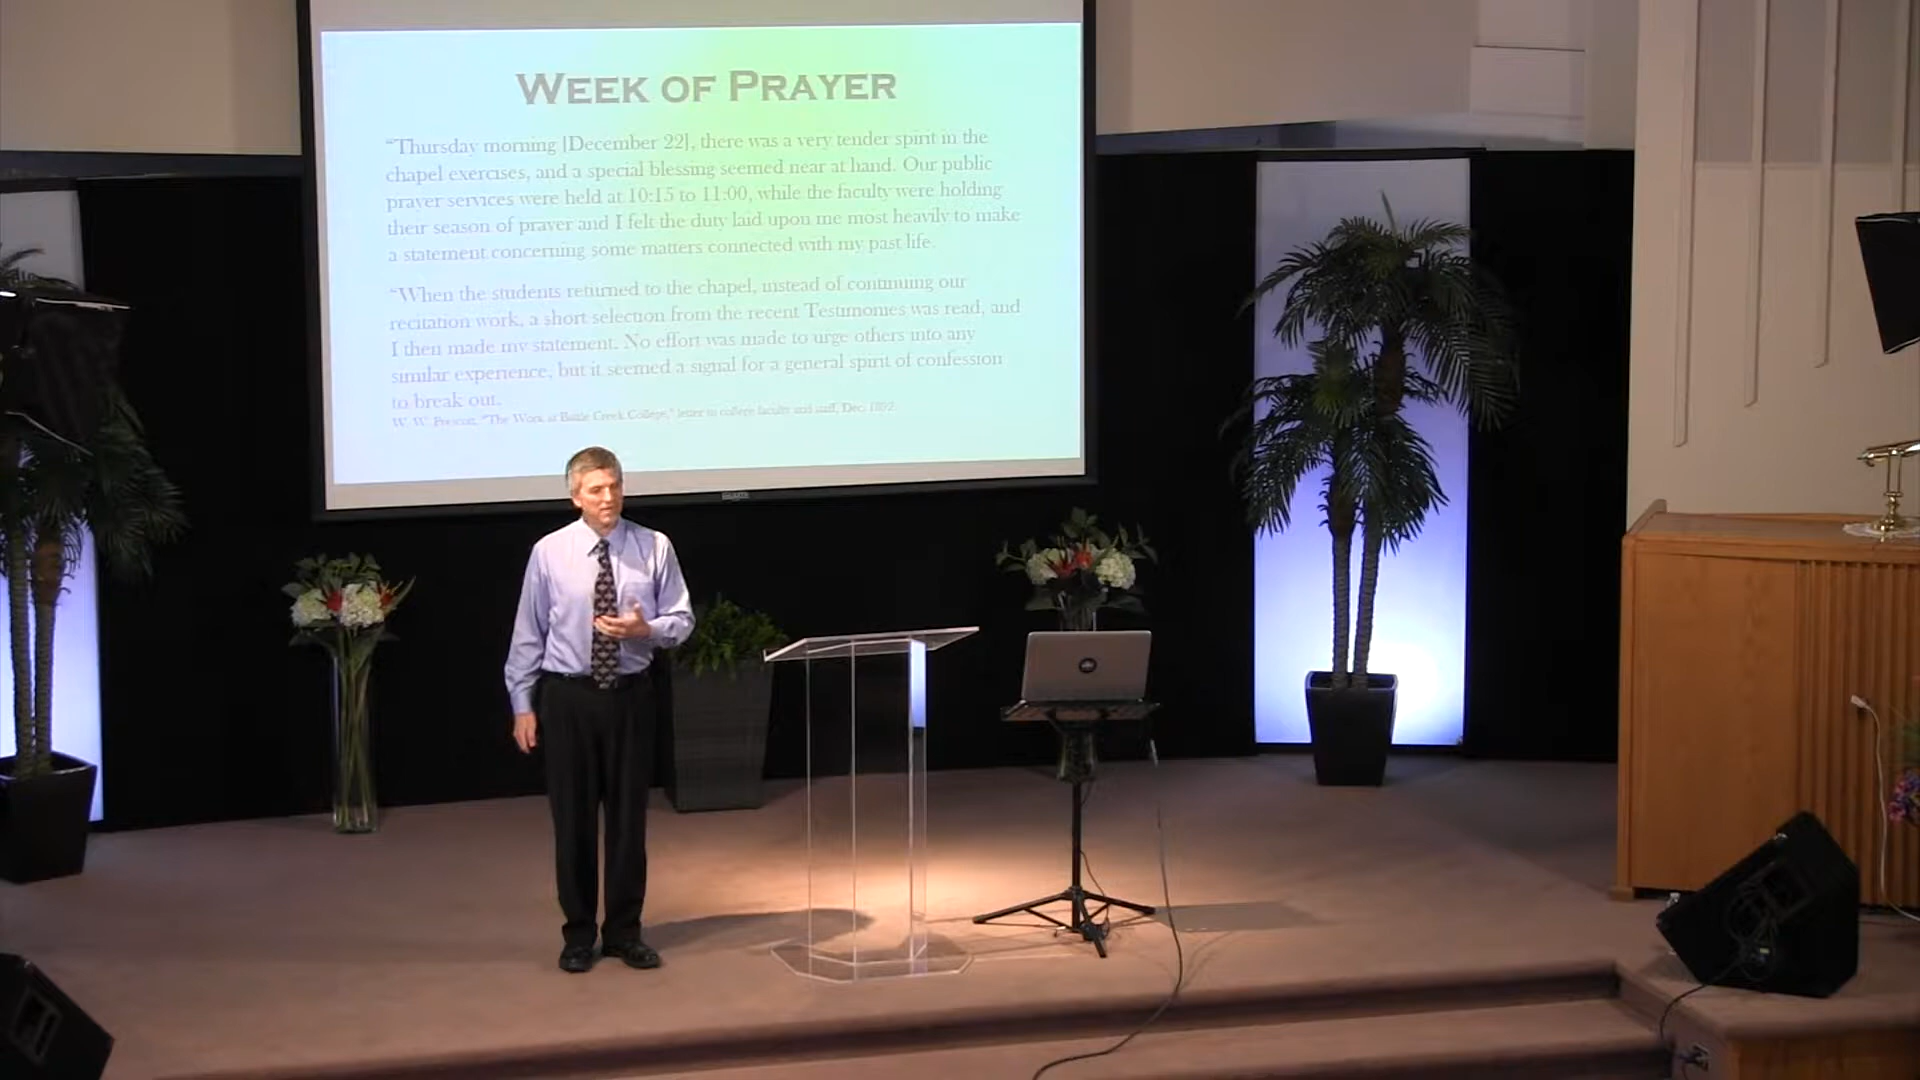 WEEK OF PRAYER
“Thursday morning [December 22], there was a very tender spirit in the
chapel exercises, and a special blessing seemed near at hand. Our public
prayer services were held at 10:15 to 11:00, while the faculty were holding
their season of prayer and I felt the duty laid upon me most heavily to make
a statement concerning some matters connected with my past life.
“When the students returned to the chapel, instead of continuing our
recitation work, a short selection from the recent Testimonies was read, and
I then made my statement. No effort was made to urge others into any
similar experience, but it seemed a signal for a general spirit of confession
to break out.
W. W. Prescott, “The Work at Battle Creek College,” letter to college faculty and staff, Dec. 1892